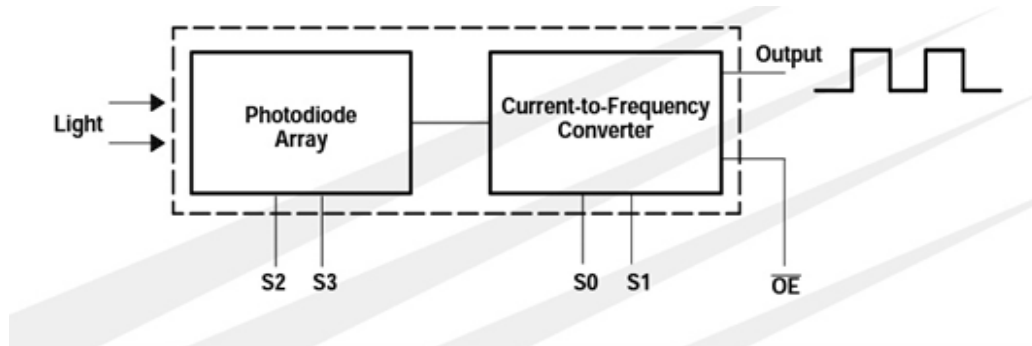 Output
Light
Photodiode
Array
Current-to-Frequency
Converter
S2
S3
S0
S1
OE